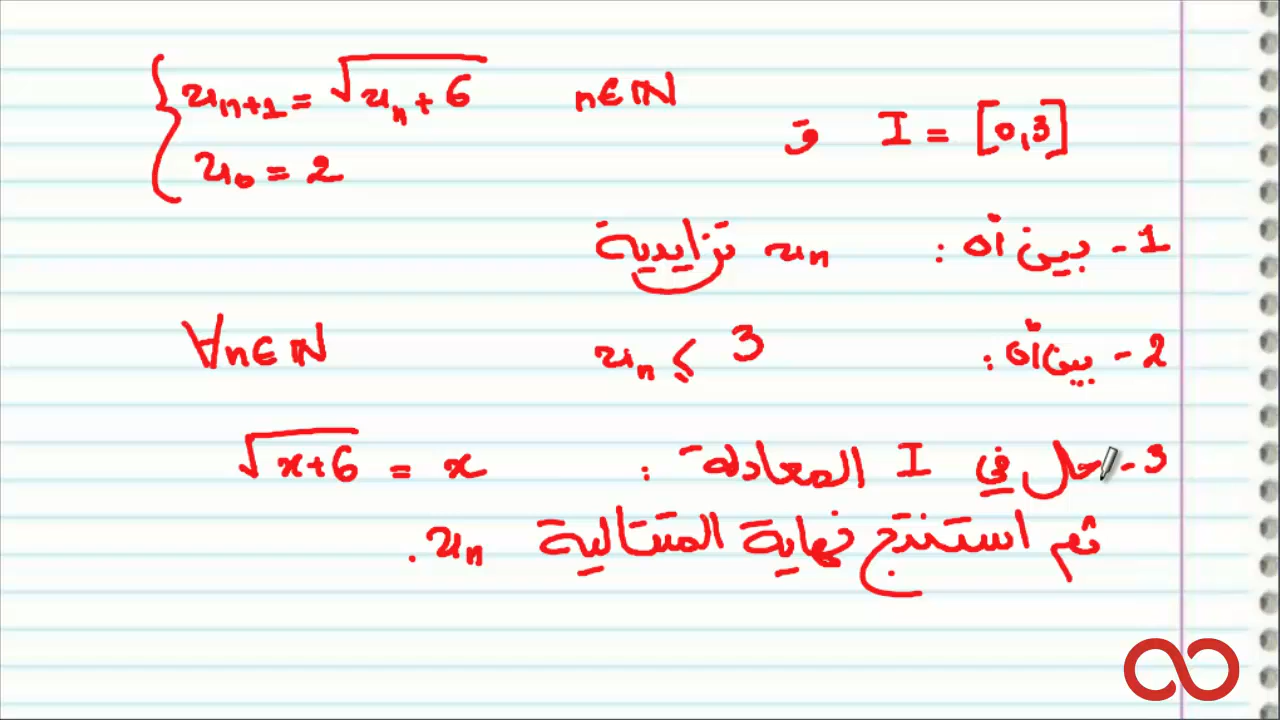 u_{n+1} = √(u_n + 6) n∈ℕ
u_0 = 2
و I = [0,3]
1 - بين أن : u_n تزايدية
2 - بين أن : u_n ⩽ 3 ∀n∈ℕ
3 - حل في I المعادلة : √(x+6) = x
ثم استنتج نهاية المتتالية u_n .